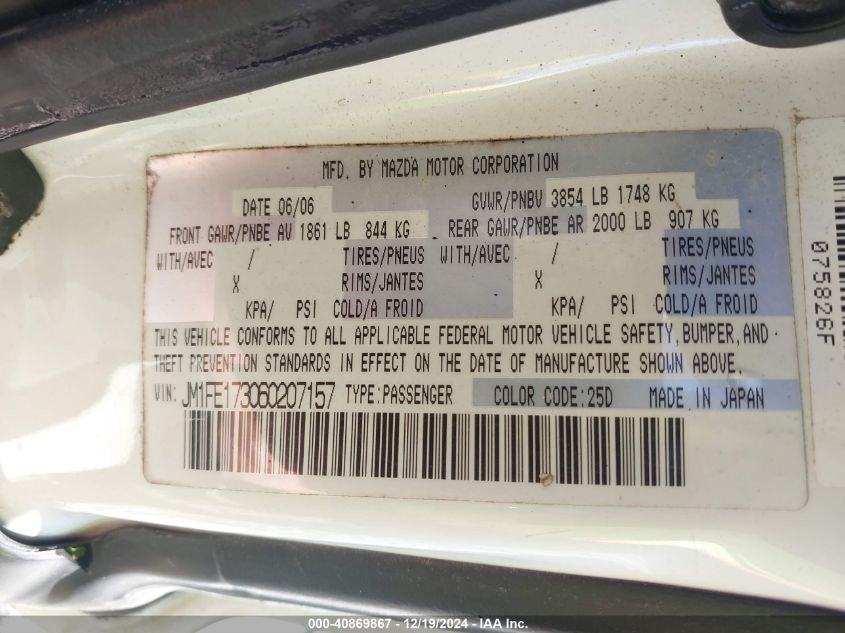 MFD. BY MAZDA MOTOR CORPORATION
DATE 06/06 GVWR/PNBV 3854 LB 1748 KG
FRONT GAWR/PNBE AV 1861 LB 844 KG REAR GAWR/PNBE AR 2000 LB 907 KG
WITH/AVEC / TIRES/PNEUS WITH/AVEC / TIRES/PNEUS
X RIMS/JANTES X RIMS/JANTES
KPA/ PSI COLD/A FROID KPA/ PSI COLD/A FROID
THIS VEHICLE CONFORMS TO ALL APPLICABLE FEDERAL MOTOR VEHICLE SAFETY, BUMPER, AND
THEFT PREVENTION STANDARDS IN EFFECT ON THE DATE OF MANUFACTURE SHOWN ABOVE.
VIN: JM1FE173060207157 TYPE:PASSENGER COLOR CODE:25D MADE IN JAPAN
075826F
000-40869867 - 12/19/2024 - IAA Inc.